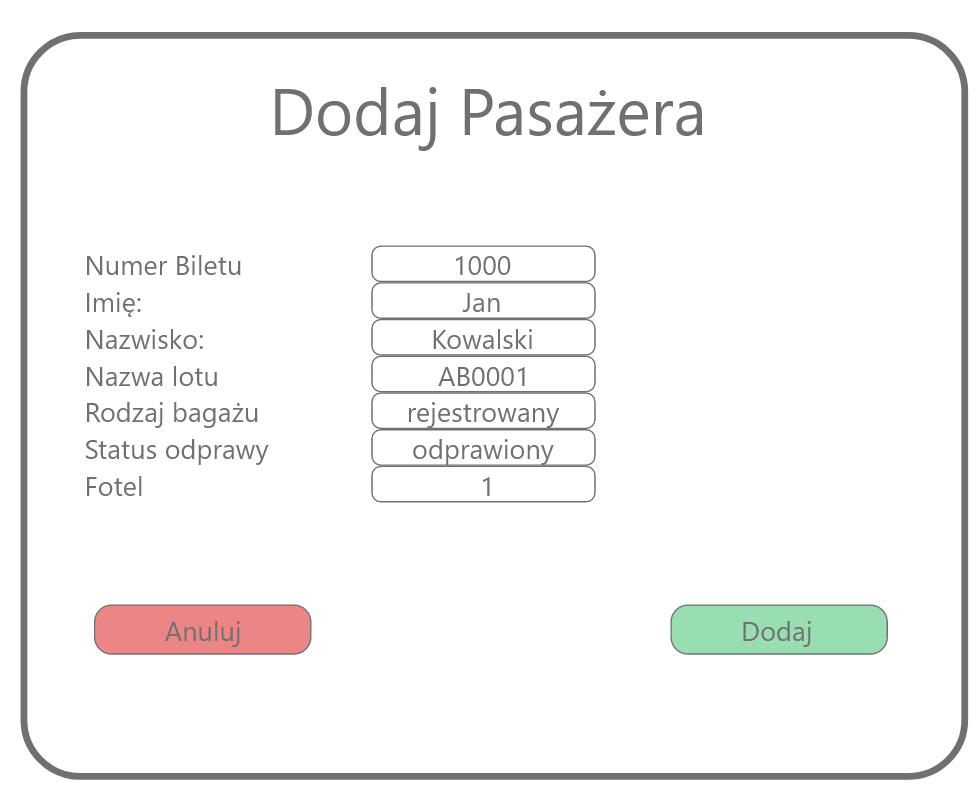 Dodaj Pasażera
Numer Biletu 1000
Imię: Jan
Nazwisko: Kowalski
Nazwa lotu AB0001
Rodzaj bagażu rejestrowany
Status odprawy odprawiony
Fotel 1
Anuluj Dodaj